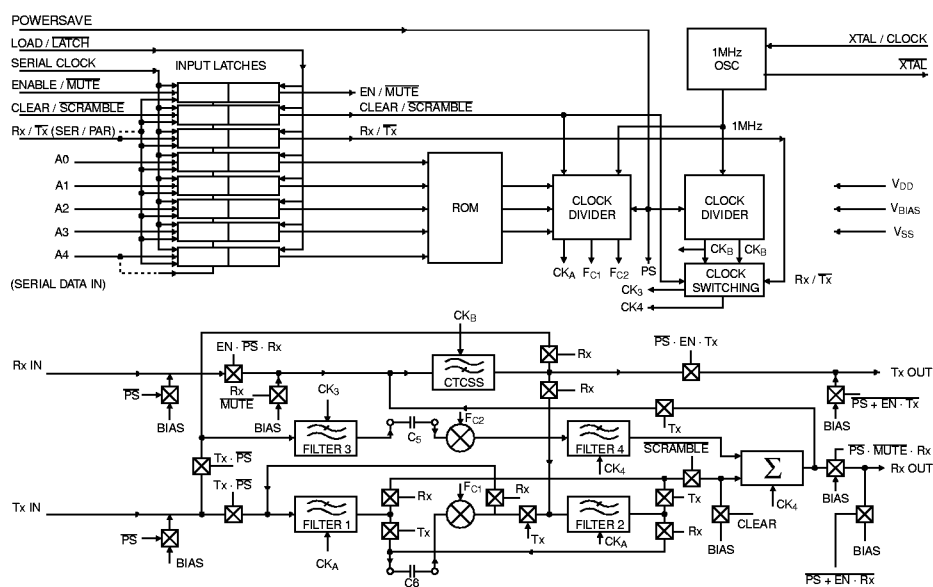 POWERSAVE
LOAD / LATCH
SERIAL CLOCK
INPUT LATCHES
ENABLE / MUTE
EN / MUTE
CLEAR / SCRAMBLE
CLEAR / SCRAMBLE
Rx / Tx (SER / PAR)
Rx / Tx
1MHz
OSC
XTAL / CLOCK
XTAL
1MHz
A0
A1
A2
A3
A4
(SERIAL DATA IN)
ROM
CLOCK
DIVIDER
CLOCK
DIVIDER
VDD
VBIAS
VSS
CKA
FC1
FC2
PS
CKB
CKB
CLOCK
SWITCHING
CK3
CK4
Rx / Tx
CKB
EN · PS · Rx
Rx
PS · EN · Tx
Rx IN
CTCSS
Tx OUT
PS
Rx
MUTE
CK3
Rx
PS + EN · Tx
BIAS
BIAS
C5
FC2
Tx
BIAS
FILTER 3
FILTER 4
SCRAMBLE
PS · MUTE · Rx
Tx · PS
CK4
Σ
Rx OUT
Tx · PS
Rx
FC1
Rx
Tx
CK4
BIAS
Tx IN
FILTER 1
FILTER 2
PS
Tx
Tx
Rx
CLEAR
BIAS
CKA
CKA
BIAS
BIAS
C6
PS + EN · Rx